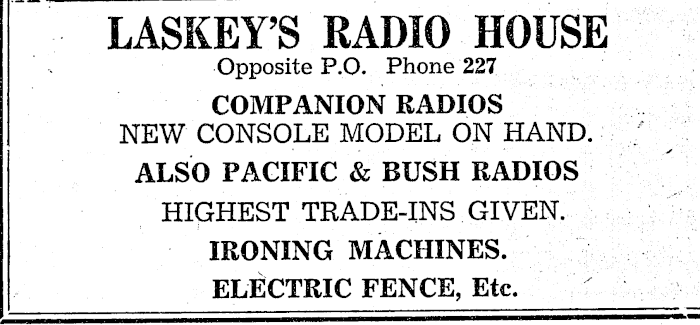 LASKEY'S RADIO HOUSE
Opposite P.O. Phone 227
COMPANION RADIOS
NEW CONSOLE MODEL ON HAND.
ALSO PACIFIC & BUSH RADIOS
HIGHEST TRADE-INS GIVEN.
IRONING MACHINES.
ELECTRIC FENCE, Etc.